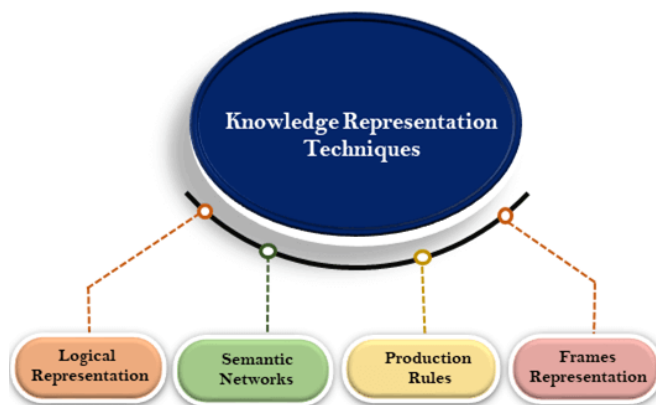 Knowledge Representation
Techniques
Logical
Representation
Semantic
Networks
Production
Rules
Frames
Representation